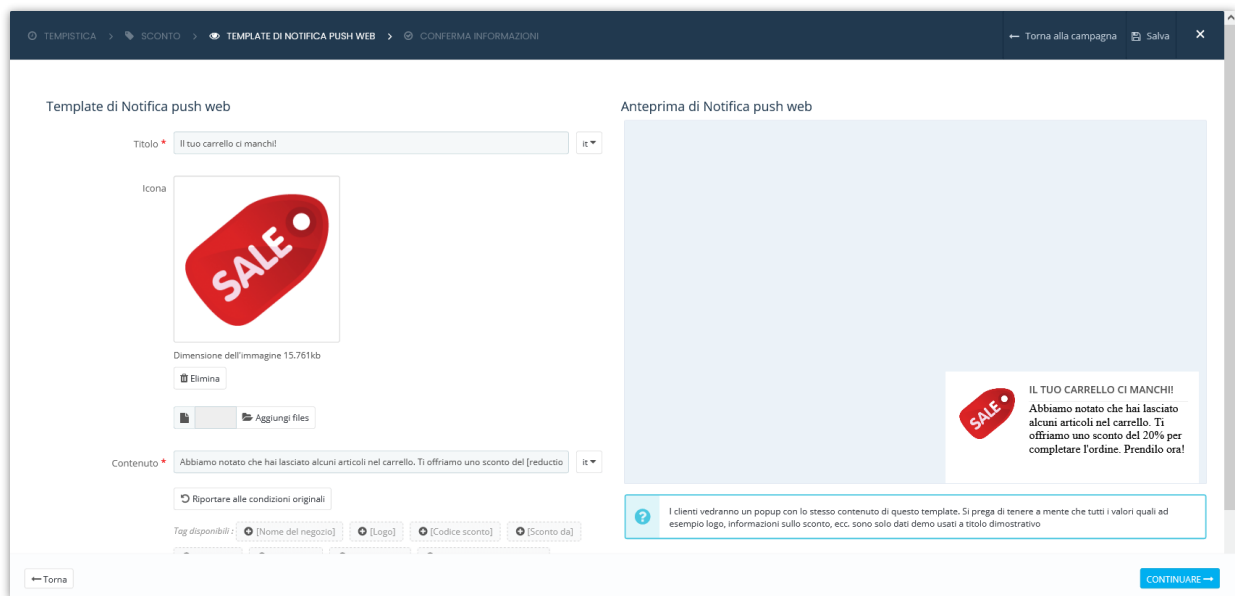 TEMPISTICA > SCONTO > TEMPLATE DI NOTIFICA PUSH WEB > CONFERMA INFORMAZIONI
← Torna alla campagna Salva ×
Template di Notifica push web
Titolo * Il tuo carrello ci manchi! it
Icona
SALE
Dimensione dell'immagine 15.761kb
Elimina
Aggiungi files
Contenuto * Abbiamo notato che hai lasciato alcuni articoli nel carrello. Ti offriamo uno sconto del [reductio it
Riportare alle condizioni originali
Tag disponibili : [Nome del negozio] [Logo] [Codice sconto] [Sconto da]
Anteprima di Notifica push web
SALE
IL TUO CARRELLO CI MANCHI!
Abbiamo notato che hai lasciato
alcuni articoli nel carrello. Ti
offriamo uno sconto del 20% per
completare l'ordine. Prendilo ora!
? I clienti vedranno un popup con lo stesso contenuto di questo template. Si prega di tenere a mente che tutti i valori quali ad
esempio logo, informazioni sullo sconto, ecc. sono solo dati demo usati a titolo dimostrativo
← Torna
CONTINUARE →